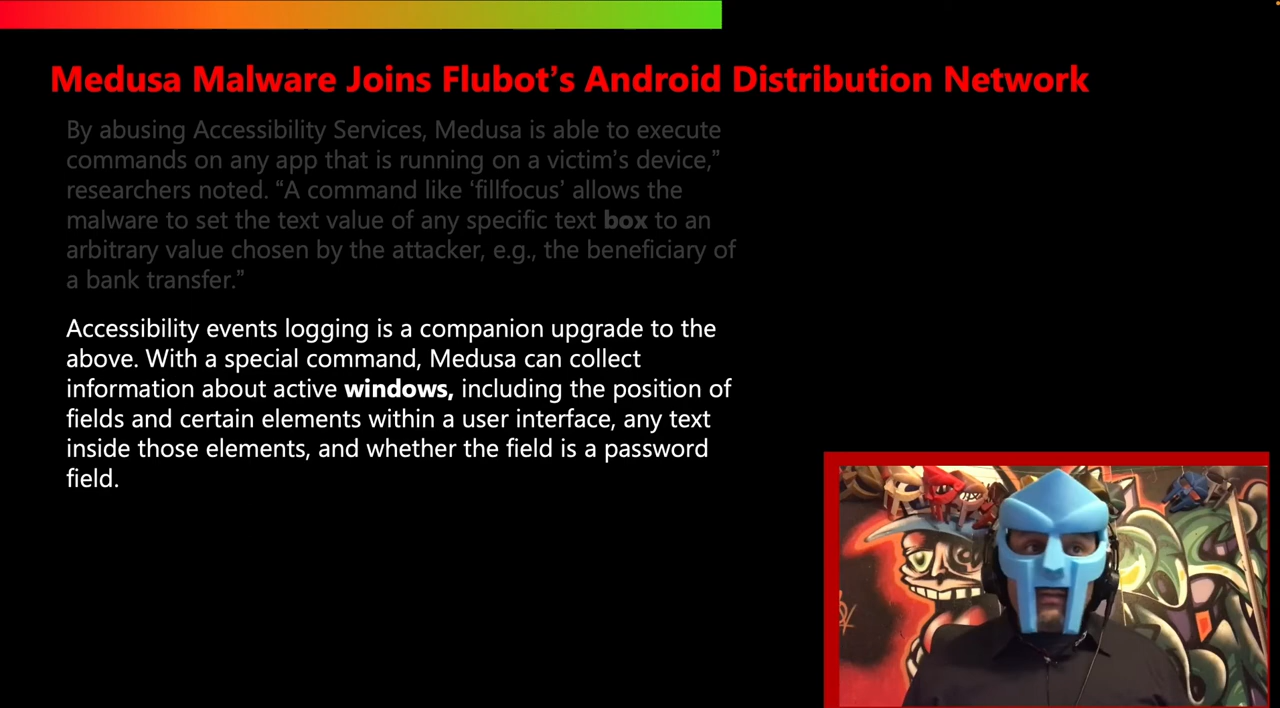 Medusa Malware Joins Flubot’s Android Distribution Network
By abusing Accessibility Services, Medusa is able to execute
commands on any app that is running on a victim’s device,”
researchers noted. “A command like ‘fillfocus’ allows the
malware to set the text value of any specific text box to an
arbitrary value chosen by the attacker, e.g., the beneficiary of
a bank transfer.”
Accessibility events logging is a companion upgrade to the
above. With a special command, Medusa can collect
information about active windows, including the position of
fields and certain elements within a user interface, any text
inside those elements, and whether the field is a password
field.